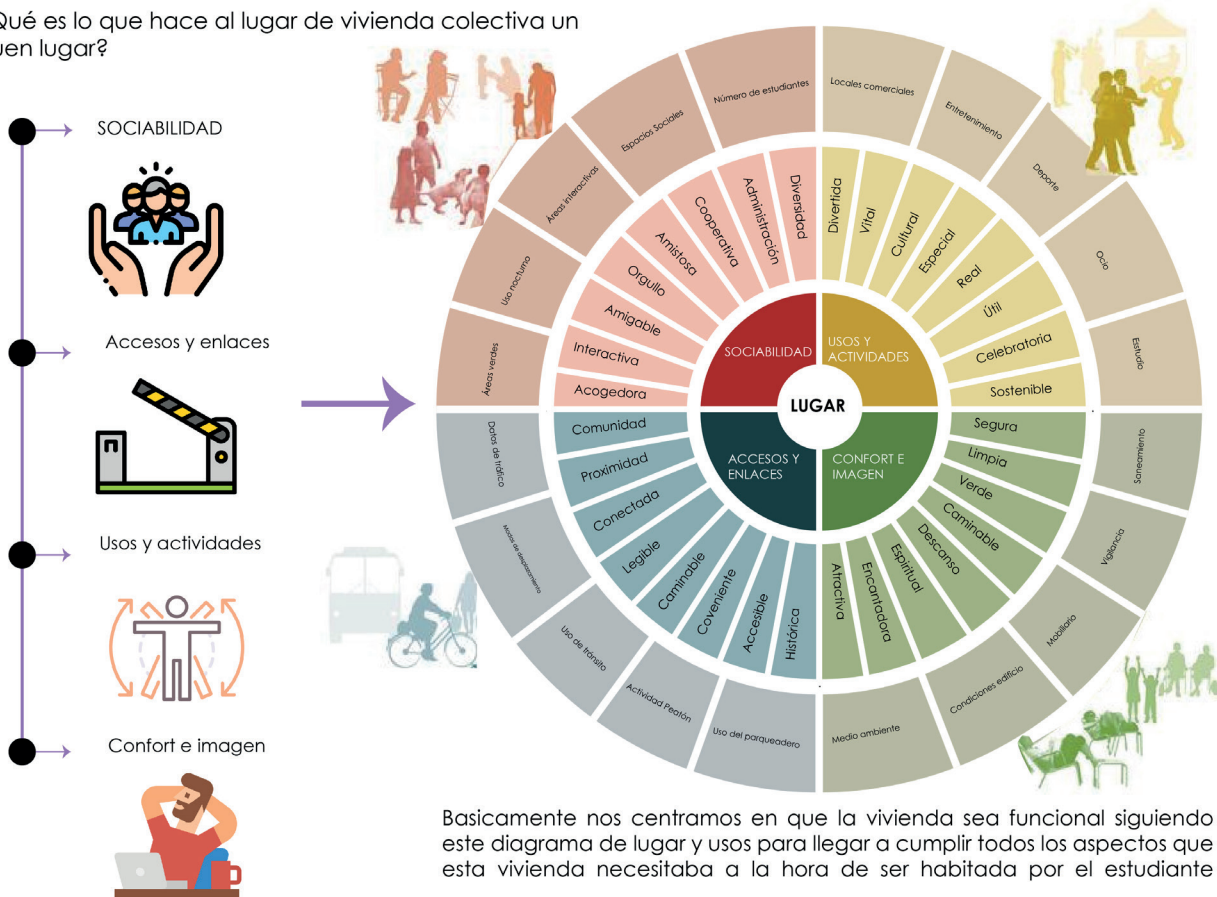 Qué es lo que hace al lugar de vivienda colectiva un
uen lugar?
SOCIABILIDAD
Accesos y enlaces
Usos y actividades
Confort e imagen
LUGAR
SOCIABILIDAD
USOS Y
ACTIVIDADES
ACCESOS Y
ENLACES
CONFORT E
IMAGEN
Acogedora
Interactiva
Amigable
Orgullo
Amistosa
Cooperativa
Administración
Diversidad
Divertida
Vital
Cultural
Especial
Real
Útil
Celebratoria
Sostenible
Segura
Limpia
Verde
Caminable
Descanso
Espiritual
Encantadora
Atractiva
Histórica
Accesible
Coveniente
Caminable
Legible
Conectada
Proximidad
Comunidad
Áreas verdes
Uso nocturno
Áreas interactivas
Espacios Sociales
Número de estudiantes
Locales comerciales
Entretenimiento
Deporte
Ocio
Esstudio
Saneamiento
Vigilancia
Mobiliario
Condiciones edificio
Medio ambiente
Uso del parqueadero
Actividad Peatón
Uso de tránsito
Modos de desplazamiento
Datas de tráfico
Basicamente nos centramos en que la vivienda sea funcional siguiendo
este diagrama de lugar y usos para llegar a cumplir todos los aspectos que
esta vivienda necesitaba a la hora de ser habitada por el estudiante